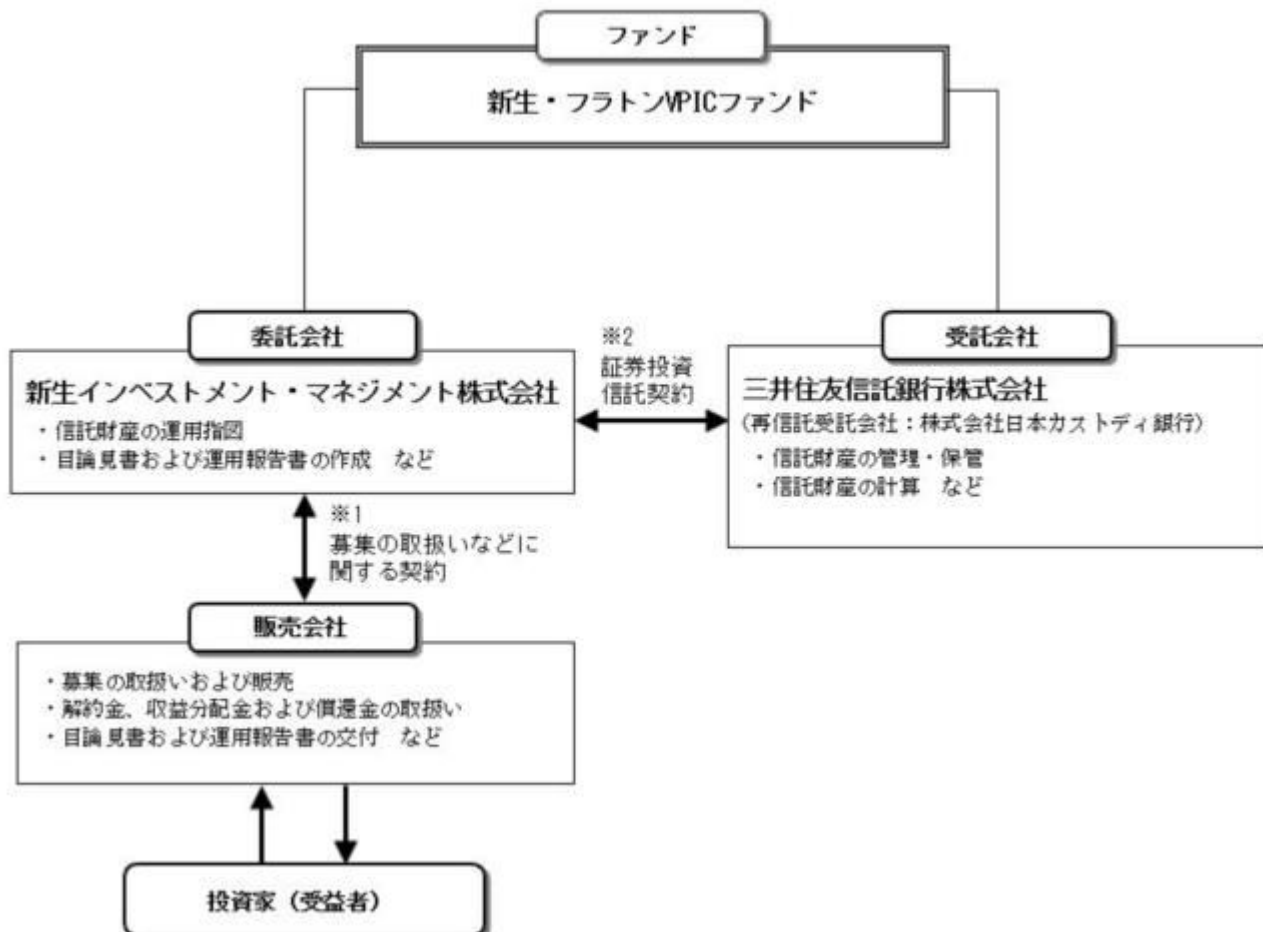 ファンド
新生・フラトンVPICファンド
委託会社
新生インベストメント・マネジメント株式会社
・信託財産の運用指図
・目論見書および運用報告書の作成　など
※2
証券投資
信託契約
受託会社
三井住友信託銀行株式会社
(再信託受託会社：株式会社日本カストディ銀行)
・信託財産の管理・保管
・信託財産の計算　など
※1
募集の取扱いなどに
関する契約
販売会社
・募集の取扱いおよび販売
・解約金、収益分配金および償還金の取扱い
・目論見書および運用報告書の交付　など
投資家（受益者）